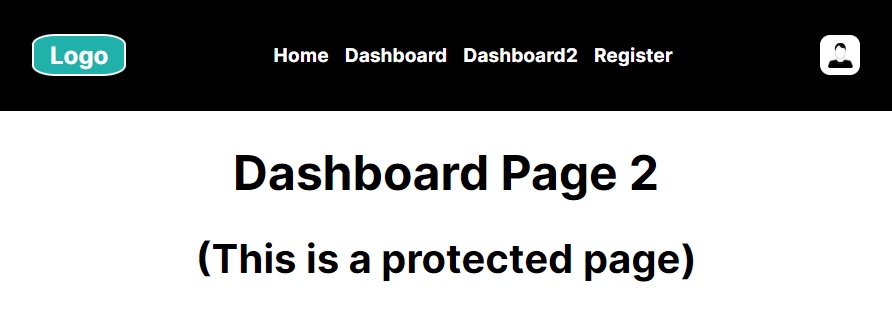 Logo Home Dashboard Dashboard2 Register
Dashboard Page 2
(This is a protected page)